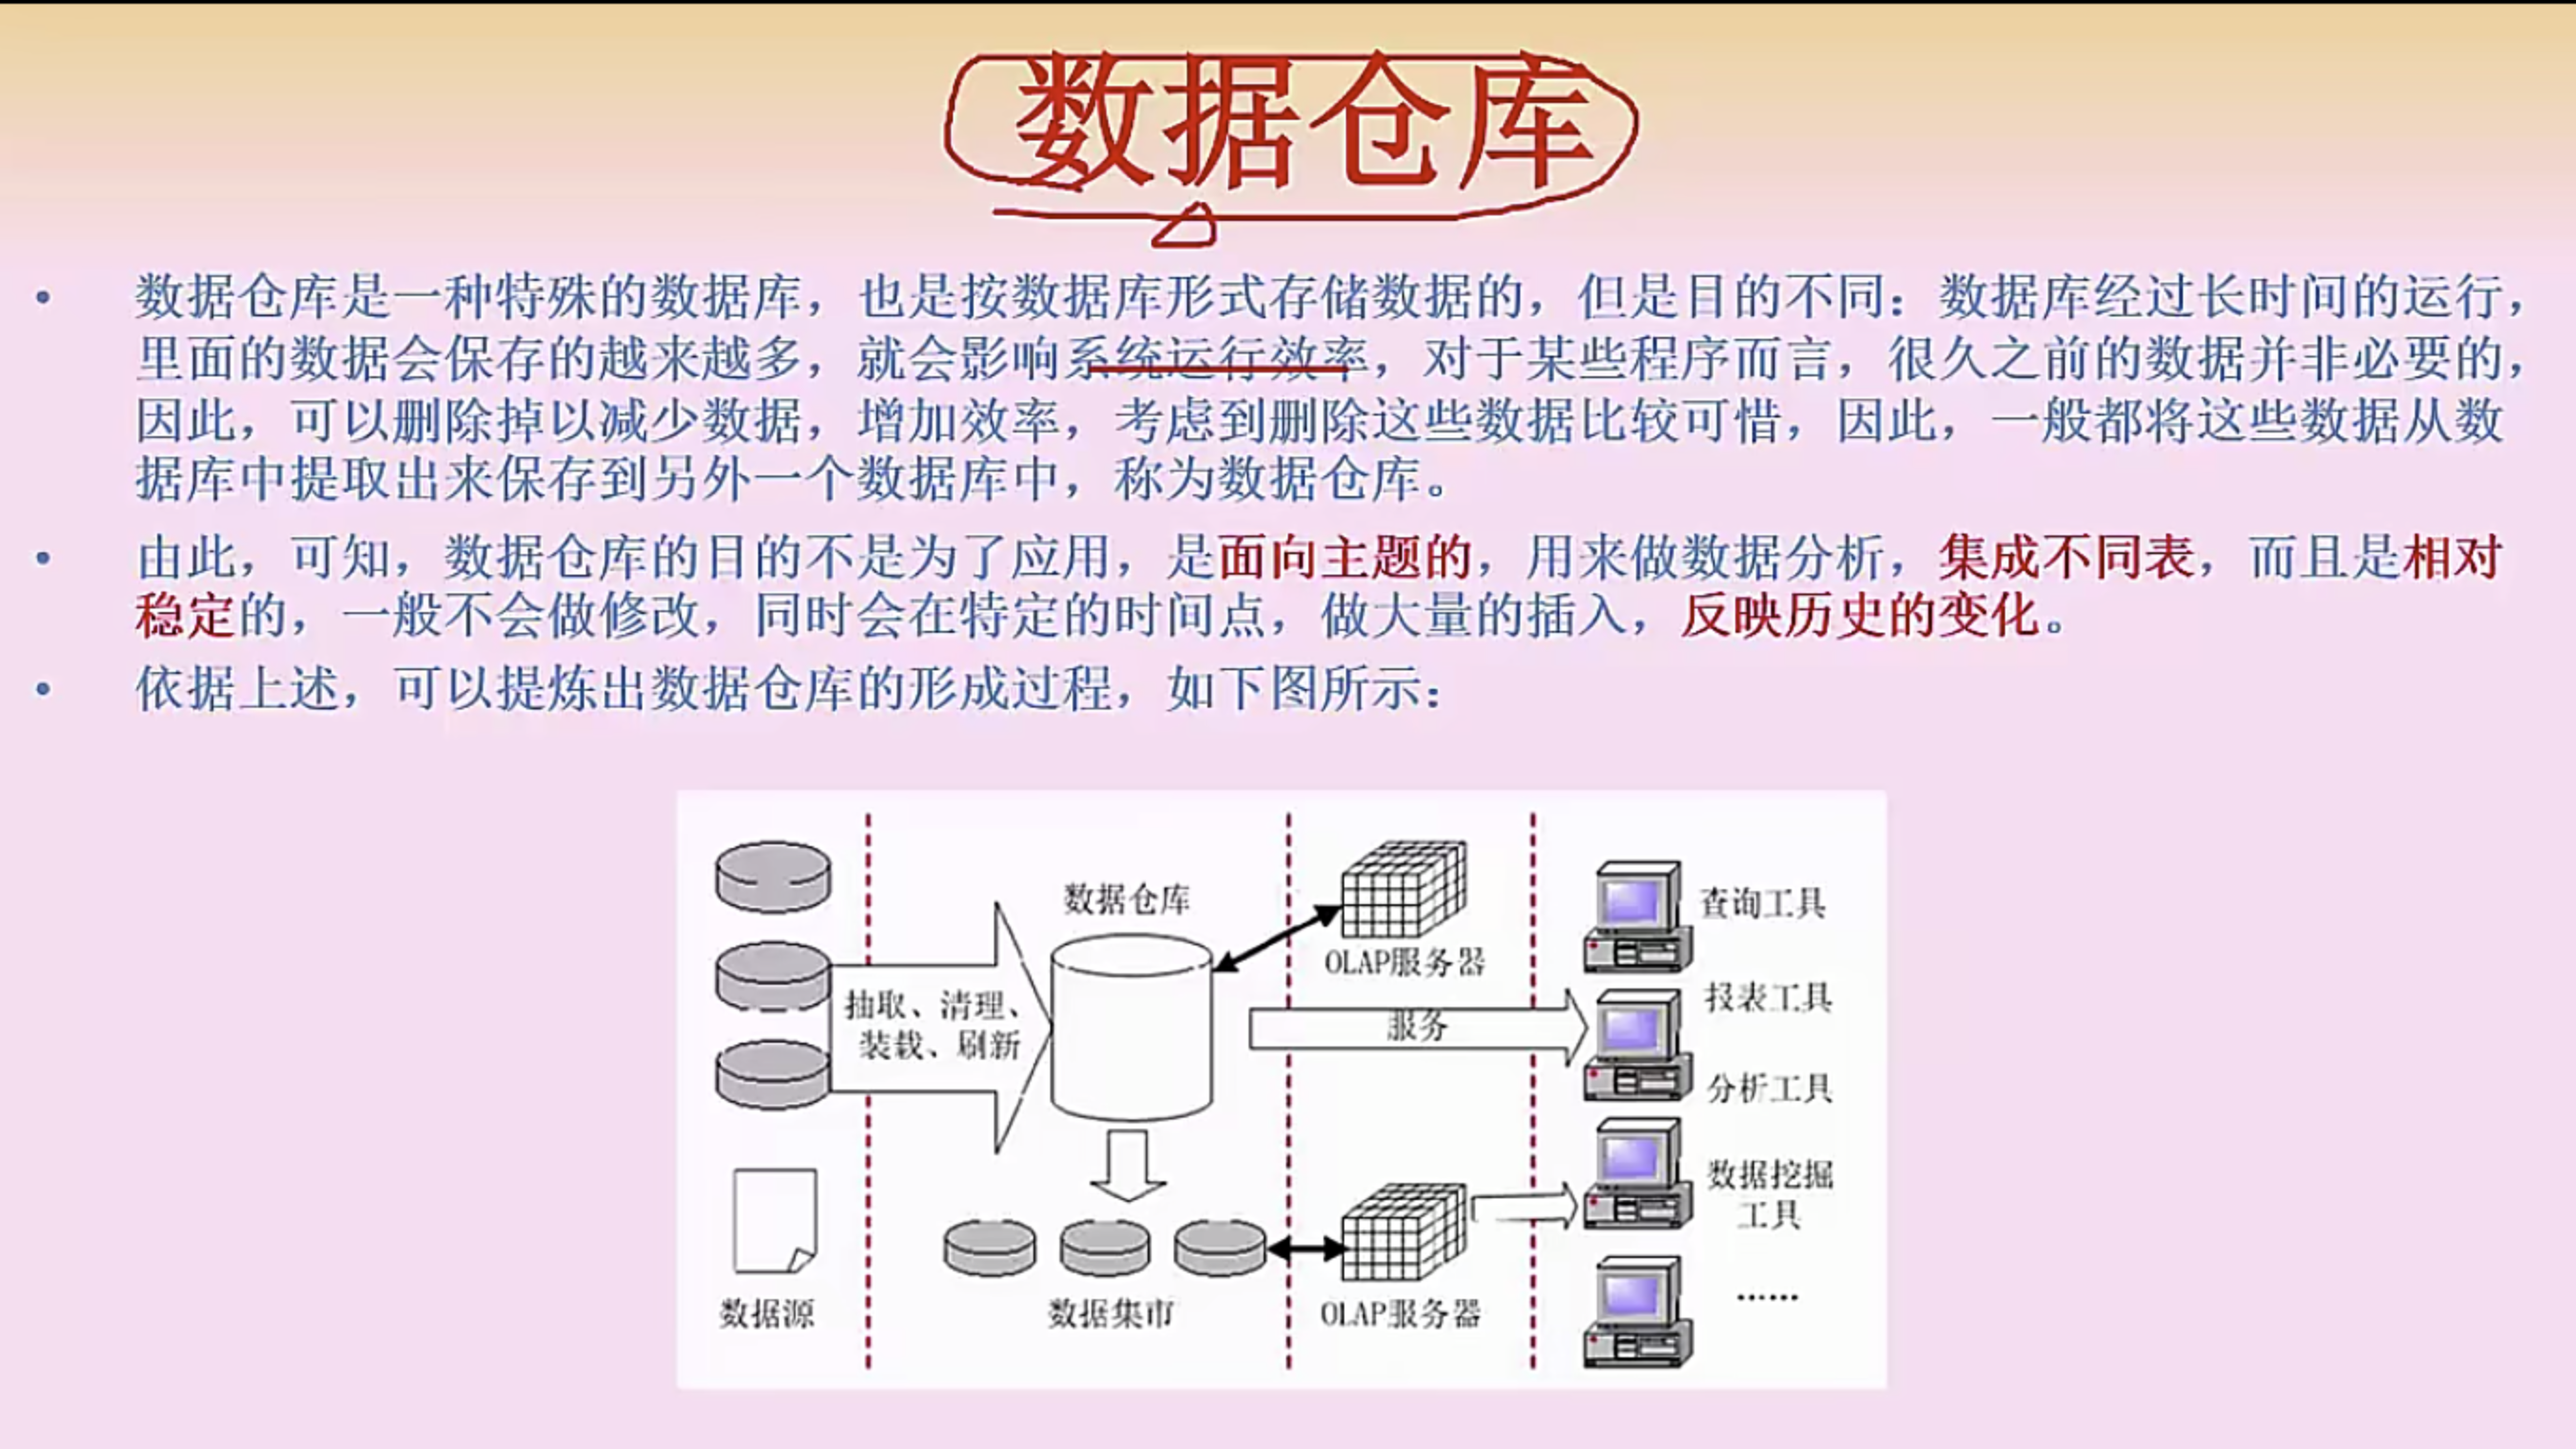 数据仓库
• 数据仓库是一种特殊的数据库，也是按数据库形式存储数据的，但是目的不同：数据库经过长时间的运行，
里面的数据会保存的越来越多，就会影响系统运行效率，对于某些程序而言，很久之前的数据并非必要的，
因此，可以删除掉以减少数据，增加效率，考虑到删除这些数据比较可惜，因此，一般都将这些数据从数
据库中提取出来保存到另外一个数据库中，称为数据仓库。
• 由此，可知，数据仓库的目的不是为了应用，是面向主题的，用来做数据分析，集成不同表，而且是相对
稳定的，一般不会做修改，同时会在特定的时间点，做大量的插入，反映历史的变化。
• 依据上述，可以提炼出数据仓库的形成过程，如下图所示：
数据仓库
查询工具
OLAP服务器
抽取、清理、
装载、刷新
服务
报表工具
分析工具
数据挖掘
工具
……
数据源
数据集市
OLAP服务器